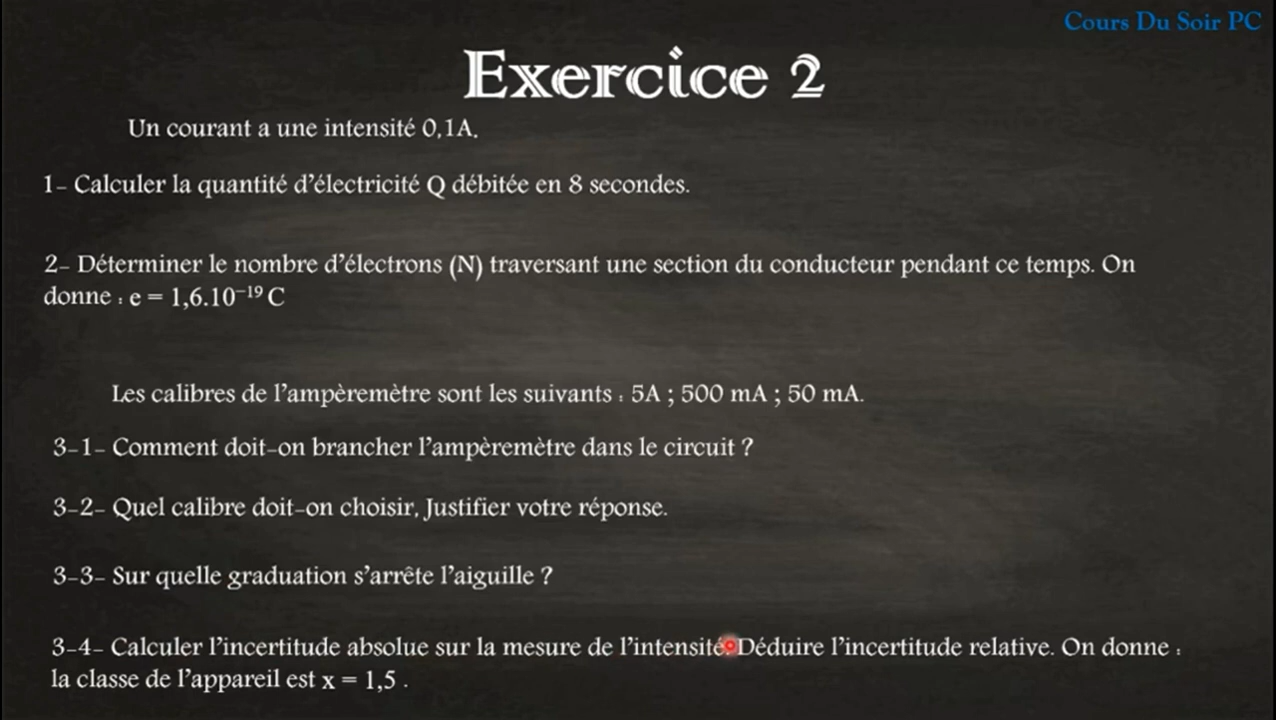 Cours Du Soir PC
Exercice 2
Un courant a une intensité 0,1A.
1- Calculer la quantité d'électricité Q débitée en 8 secondes.
2- Déterminer le nombre d'électrons (N) traversant une section du conducteur pendant ce temps. On
donne : e = 1,6.10⁻¹⁹ C
Les calibres de l'ampèremètre sont les suivants : 5A ; 500 mA ; 50 mA.
3-1- Comment doit-on brancher l'ampèremètre dans le circuit ?
3-2- Quel calibre doit-on choisir, Justifier votre réponse.
3-3- Sur quelle graduation s'arrête l'aiguille ?
3-4- Calculer l'incertitude absolue sur la mesure de l'intensité. Déduire l'incertitude relative. On donne :
la classe de l'appareil est x = 1,5 .